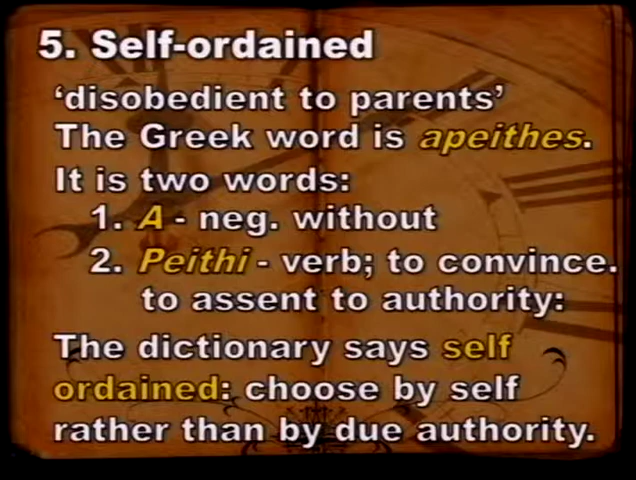 5. Self-ordained
‘disobedient to parents’
The Greek word is apeithes.
It is two words:
1. A - neg. without
2. Peithi - verb; to convince.
to assent to authority:
The dictionary says self
ordained: choose by self
rather than by due authority.